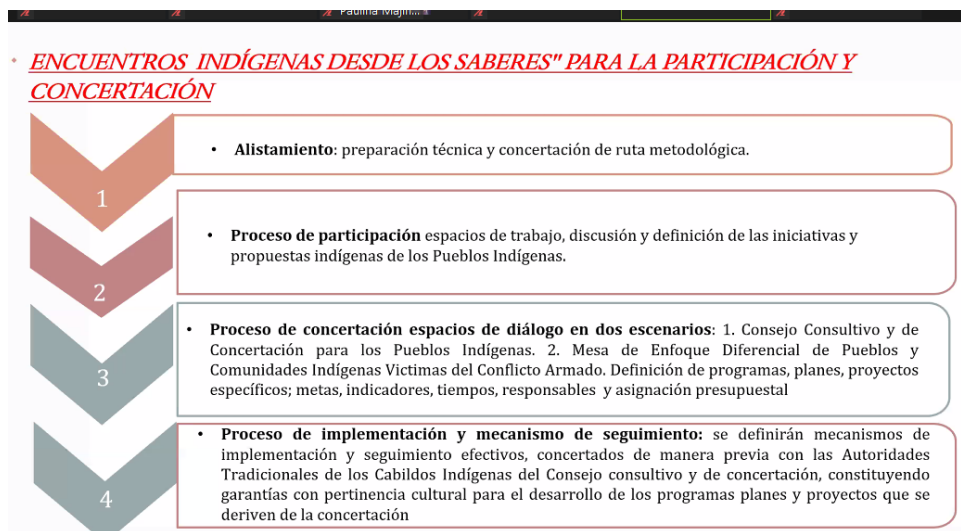 Paulina Majin...
ENCUENTROS INDÍGENAS DESDE LOS SABERES" PARA LA PARTICIPACIÓN Y
CONCERTACIÓN
1
• Alistamiento: preparación técnica y concertación de ruta metodológica.
2
• Proceso de participación espacios de trabajo, discusión y definición de las iniciativas y
propuestas indígenas de los Pueblos Indígenas.
3
• Proceso de concertación espacios de diálogo en dos escenarios: 1. Consejo Consultivo y de
Concertación para los Pueblos Indígenas. 2. Mesa de Enfoque Diferencial de Pueblos y
Comunidades Indígenas Victimas del Conflicto Armado. Definición de programas, planes, proyectos
específicos; metas, indicadores, tiempos, responsables y asignación presupuestal
4
• Proceso de implementación y mecanismo de seguimiento: se definirán mecanismos de
implementación y seguimiento efectivos, concertados de manera previa con las Autoridades
Tradicionales de los Cabildos Indígenas del Consejo consultivo y de concertación, constituyendo
garantías con pertinencia cultural para el desarrollo de los programas planes y proyectos que se
deriven de la concertación